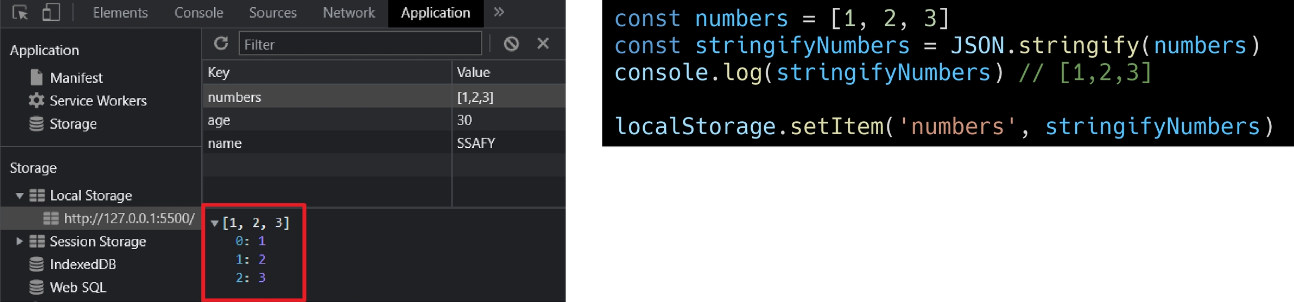 Elements Console Sources Network Application »
Application
Manifest
Service Workers
Storage
Storage
Local Storage
http://127.0.0.1:5500/
Session Storage
IndexedDB
Web SQL
Filter
Key Value
numbers [1,2,3]
age 30
name SSAFY
[1, 2, 3]
0: 1
1: 2
2: 3
const numbers = [1, 2, 3]
const stringifyNumbers = JSON.stringify(numbers)
console.log(stringifyNumbers) // [1,2,3]
localStorage.setItem('numbers', stringifyNumbers)